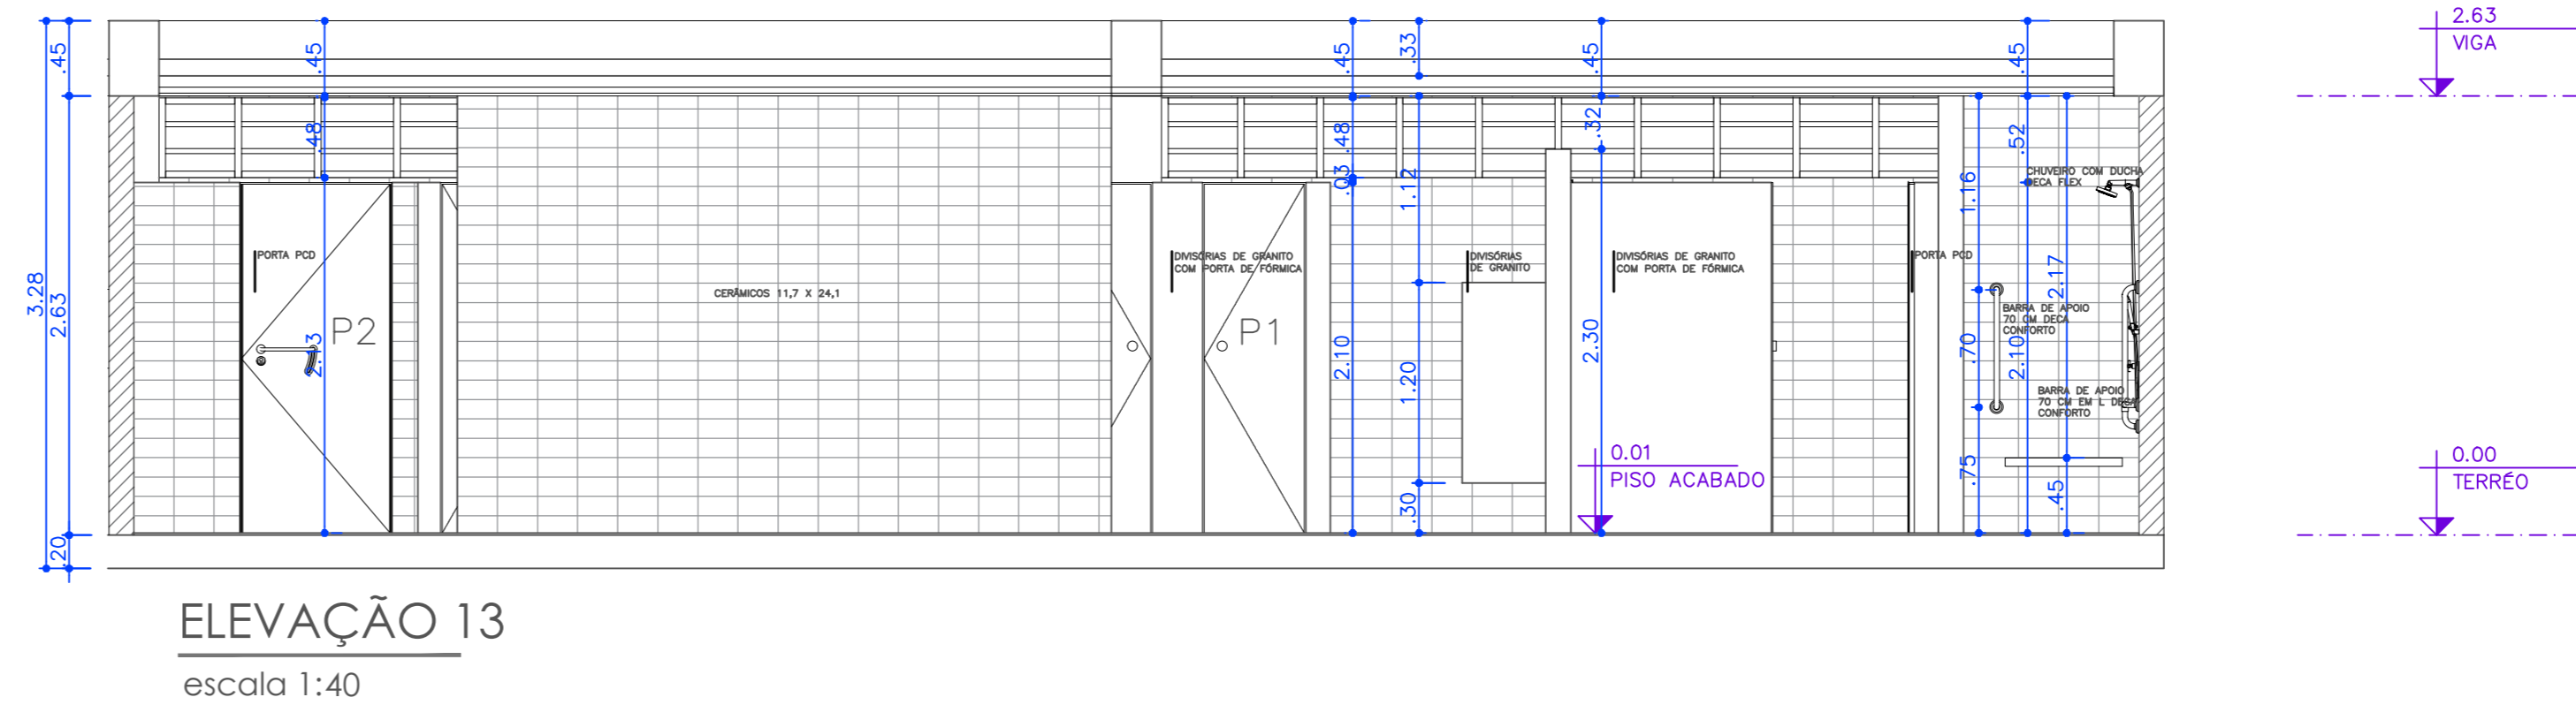 2.63
VIGA
.45
.45
.45
.33
.45
.45
.48
.48
.03
1.12
.32
.52
1.16
CHUVEIRO COM DUCHA
DECA FLEX
PORTA PCD
DIVISÓRIAS DE GRANITO
COM PORTA DE FÓRMICA
DIVISÓRIAS
DE GRANITO
DIVISÓRIAS DE GRANITO
COM PORTA DE FÓRMICA
PORTA PCD
CERÂMICOS 11,7 X 24,1
3.28
2.63
P2
2.13
P1
2.10
1.20
2.30
2.17
BARRA DE APOIO
70 CM DECA
CONFORTO
.70
2.10
BARRA DE APOIO
70 CM EM L DECA
CONFORTO
0.01
PISO ACABADO
0.00
TERRÉO
.75
.45
.30
.20
ELEVAÇÃO 13
escala 1:40